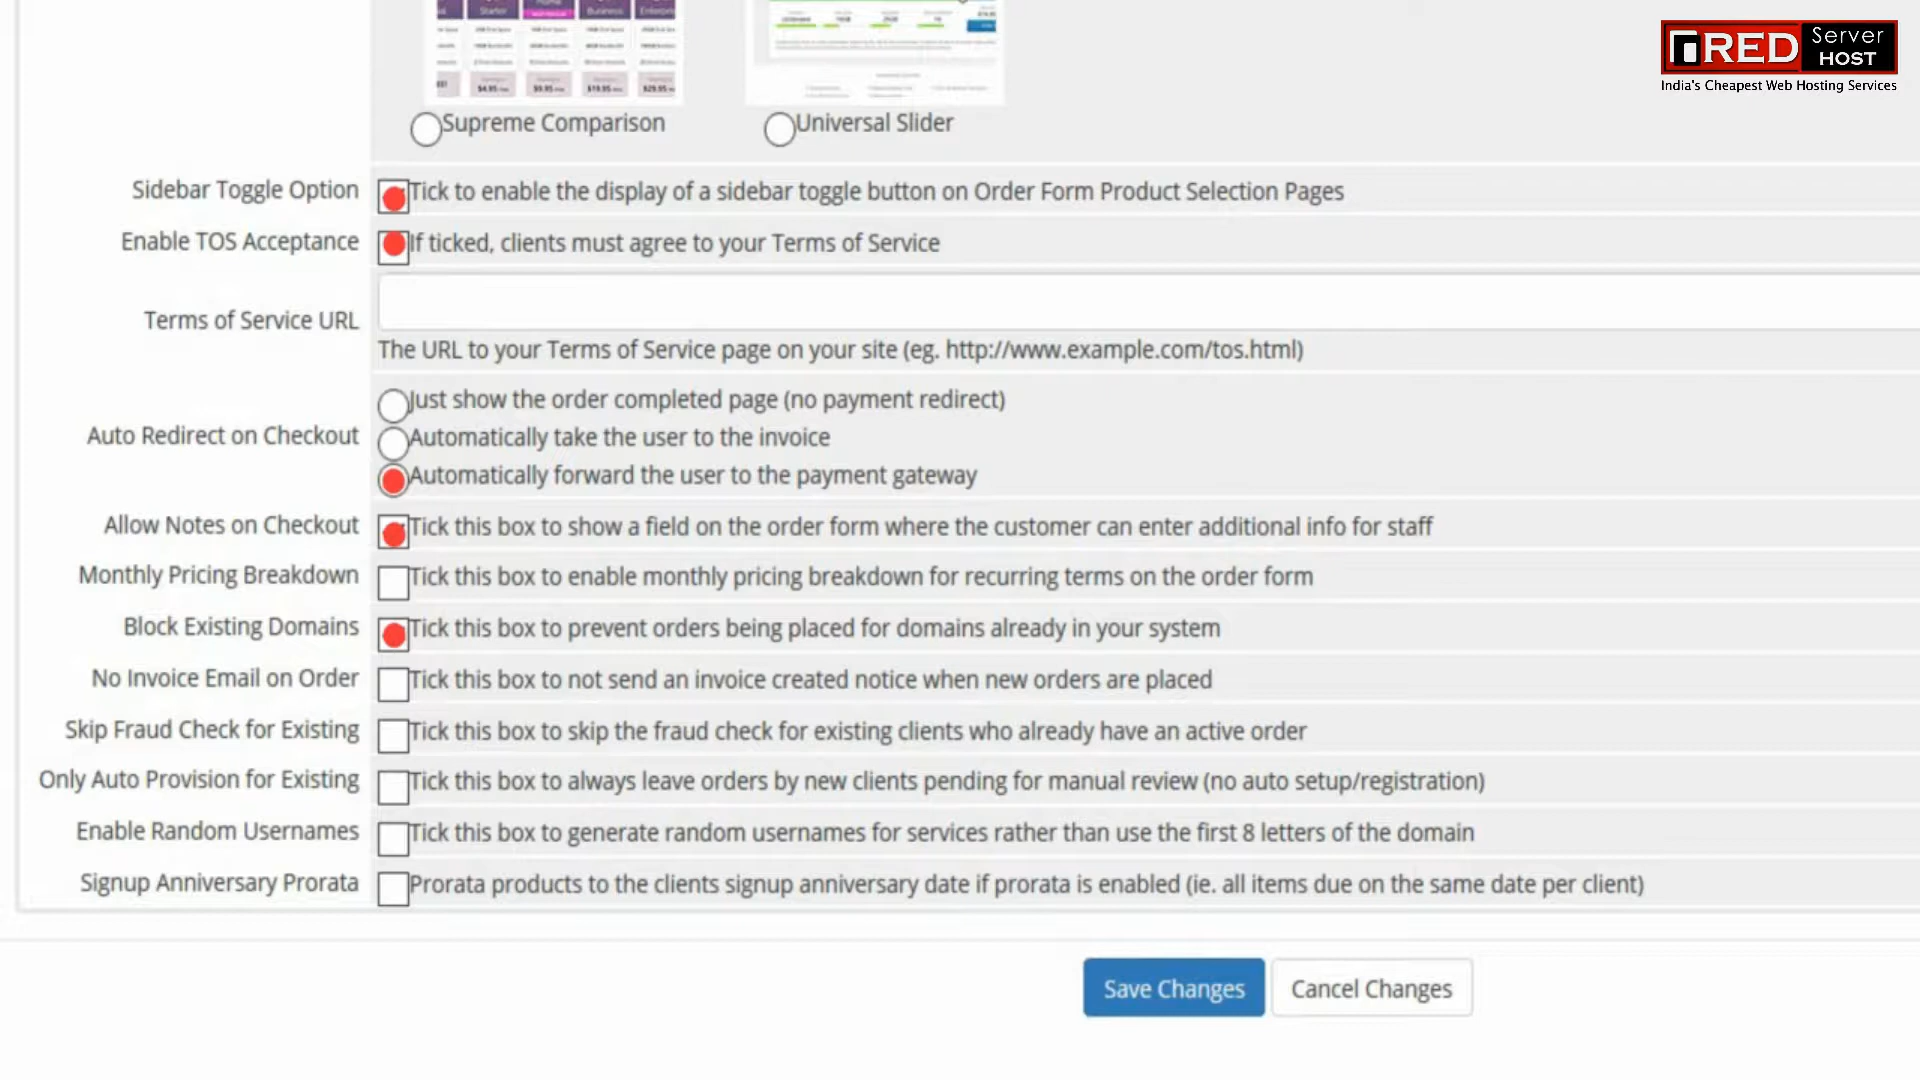 Starter
Business
$4.95
$9.95
$19.95
$29.95
RED Server HOST
India's Cheapest Web Hosting Services
Supreme Comparison
Universal Slider
Sidebar Toggle Option
Tick to enable the display of a sidebar toggle button on Order Form Product Selection Pages
Enable TOS Acceptance
If ticked, clients must agree to your Terms of Service
Terms of Service URL
The URL to your Terms of Service page on your site (eg. http://www.example.com/tos.html)
Auto Redirect on Checkout
Just show the order completed page (no payment redirect)
Automatically take the user to the invoice
Automatically forward the user to the payment gateway
Allow Notes on Checkout
Tick this box to show a field on the order form where the customer can enter additional info for staff
Monthly Pricing Breakdown
Tick this box to enable monthly pricing breakdown for recurring terms on the order form
Block Existing Domains
Tick this box to prevent orders being placed for domains already in your system
No Invoice Email on Order
Tick this box to not send an invoice created notice when new orders are placed
Skip Fraud Check for Existing
Tick this box to skip the fraud check for existing clients who already have an active order
Only Auto Provision for Existing
Tick this box to always leave orders by new clients pending for manual review (no auto setup/registration)
Enable Random Usernames
Tick this box to generate random usernames for services rather than use the first 8 letters of the domain
Signup Anniversary Prorata
Prorata products to the clients signup anniversary date if prorata is enabled (ie. all items due on the same date per client)
Save Changes
Cancel Changes